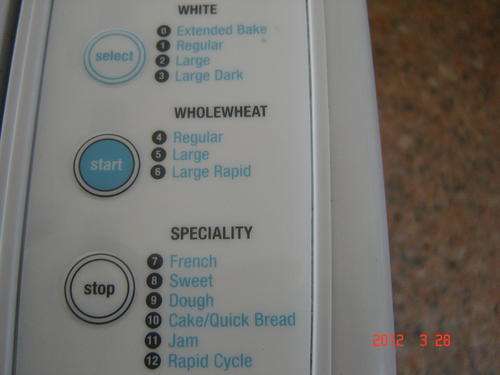 WHITE
select
0 Extended Bake
1 Regular
2 Large
3 Large Dark
WHOLEWHEAT
start
4 Regular
5 Large
6 Large Rapid
SPECIALITY
stop
7 French
8 Sweet
9 Dough
10 Cake/Quick Bread
11 Jam
12 Rapid Cycle
2012 3 28